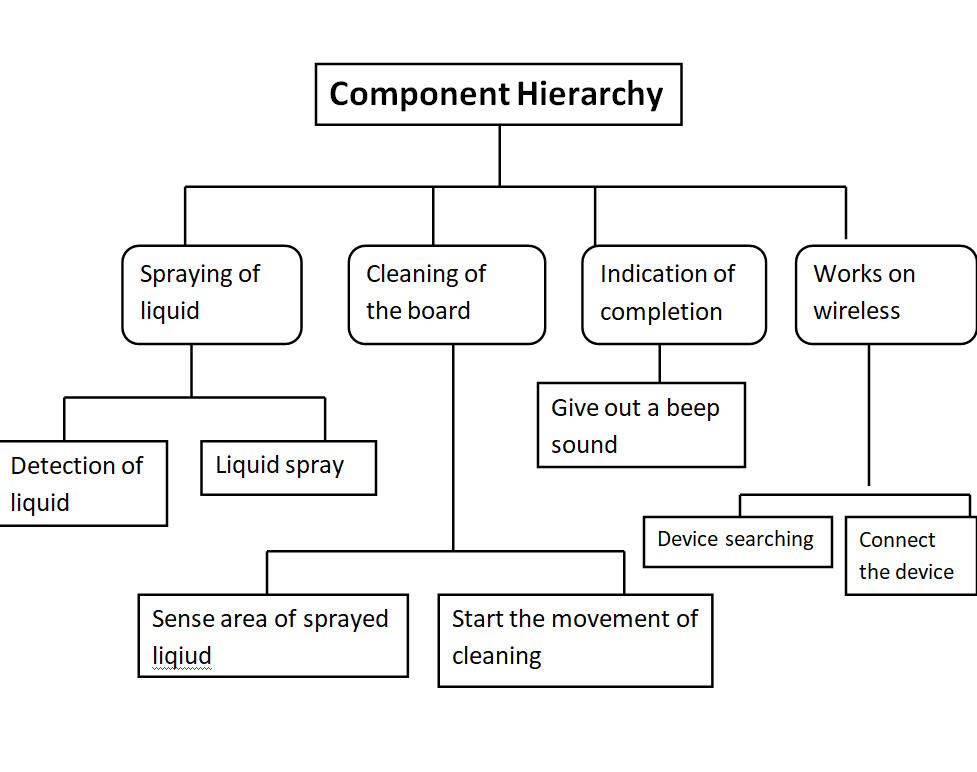 Component Hierarchy
Spraying of
liquid
Cleaning of
the board
Indication of
completion
Works on
wireless
Give out a beep
sound
Detection of
liquid
Liquid spray
Device searching
Connect
the device
Sense area of sprayed
liqiud
Start the movement of
cleaning